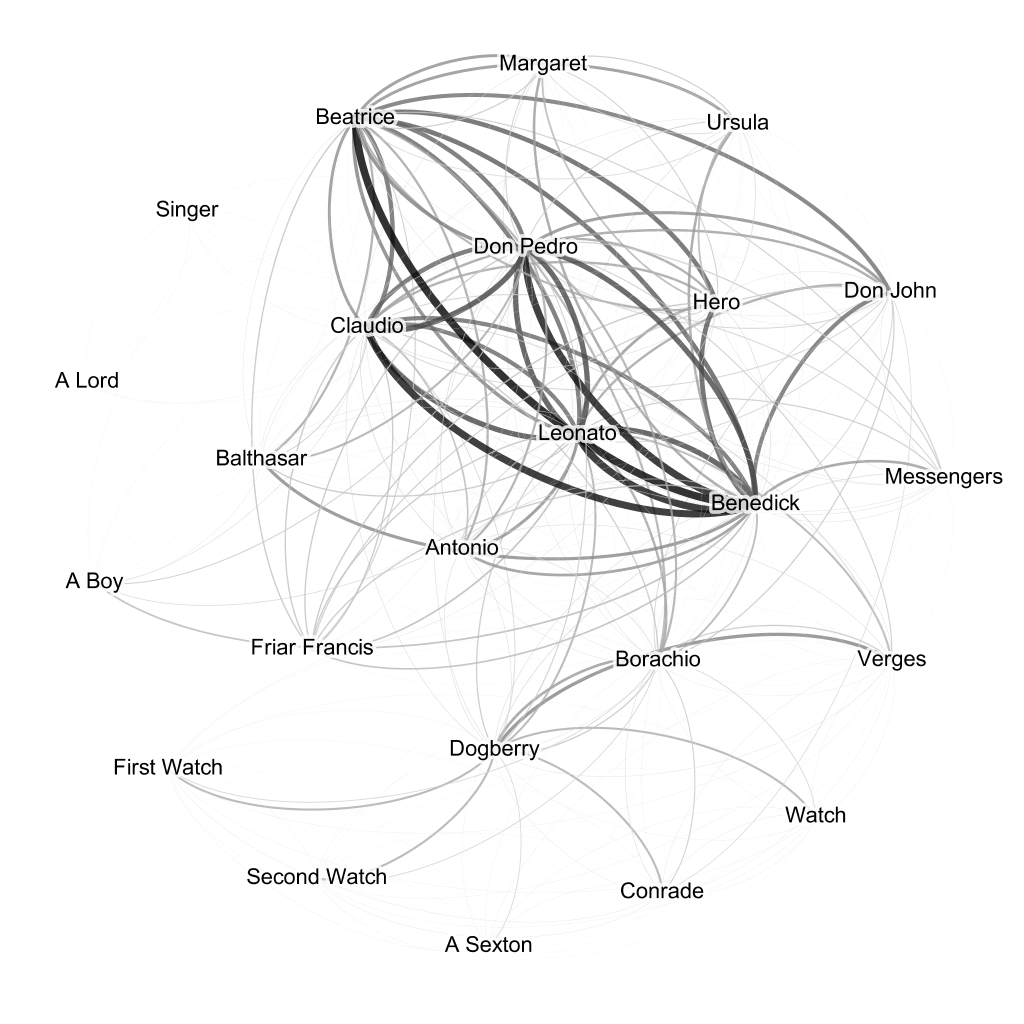 Margaret
Beatrice
Ursula
Singer
Don Pedro
Hero
Don John
Claudio
A Lord
Leonato
Balthasar
Messengers
Benedick
Antonio
A Boy
Friar Francis
Borachio
Verges
Dogberry
First Watch
Watch
Second Watch
Conrade
A Sexton